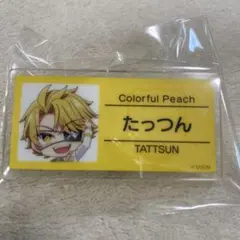 Colorful Peach
たっつん
TATTSUN